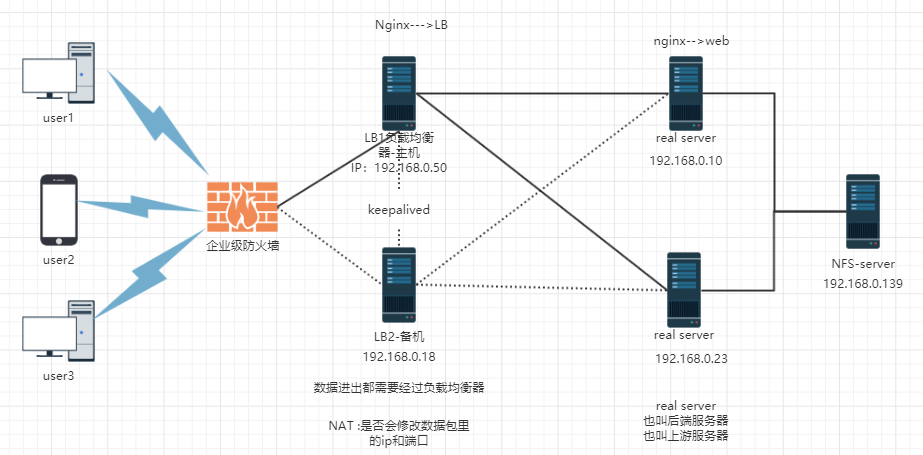 Nginx--->LB
nginx-->web
user1
LB1负载均衡
器-主机
IP：192.168.0.50
real server
192.168.0.10
keepalived
企业级防火墙
user2
NFS-server
192.168.0.139
LB2-备机
192.168.0.18
real server
192.168.0.23
user3
数据进出都需要经过负载均衡器
NAT :是否会修改数据包里
的ip和端口
real server
也叫后端服务器
也叫上游服务器